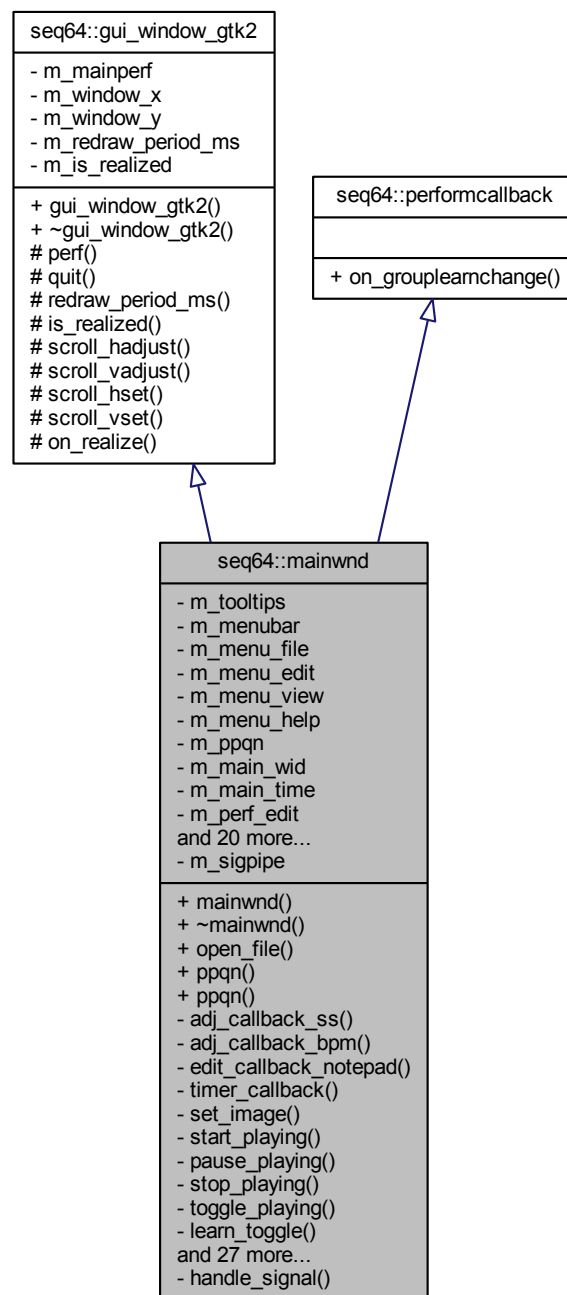 seq64::gui_window_gtk2
- m_mainperf
- m_window_x
- m_window_y
- m_redraw_period_ms
- m_is_realized
+ gui_window_gtk2()
+ ~gui_window_gtk2()
# perf()
# quit()
# redraw_period_ms()
# is_realized()
# scroll_hadjust()
# scroll_vadjust()
# scroll_hset()
# scroll_vset()
# on_realize()
seq64::performcallback
+ on_grouplearnchange()
seq64::mainwnd
- m_tooltips
- m_menubar
- m_menu_file
- m_menu_edit
- m_menu_view
- m_menu_help
- m_ppqn
- m_main_wid
- m_main_time
- m_perf_edit
and 20 more...
- m_sigpipe
+ mainwnd()
+ ~mainwnd()
+ open_file()
+ ppqn()
+ ppqn()
- adj_callback_ss()
- adj_callback_bpm()
- edit_callback_notepad()
- timer_callback()
- set_image()
- start_playing()
- pause_playing()
- stop_playing()
- toggle_playing()
- learn_toggle()
and 27 more...
- handle_signal()